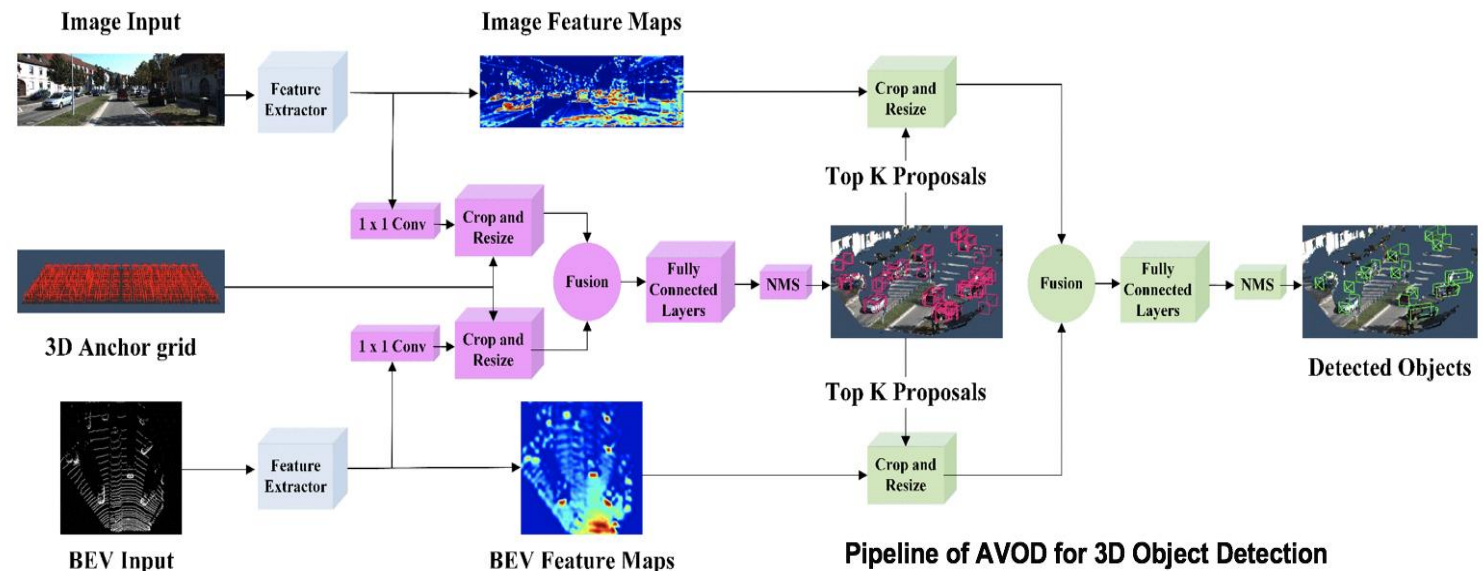 Image Input
Image Feature Maps
Feature
Extractor
Crop and
Resize
Top K Proposals
1 x 1 Conv
Crop and
Resize
Fusion
Fully
Connected
Layers
NMS
Fusion
Fully
Connected
Layers
NMS
3D Anchor grid
1 x 1 Conv
Crop and
Resize
Detected Objects
Top K Proposals
Feature
Extractor
Crop and
Resize
BEV Input
BEV Feature Maps
Pipeline of AVOD for 3D Object Detection